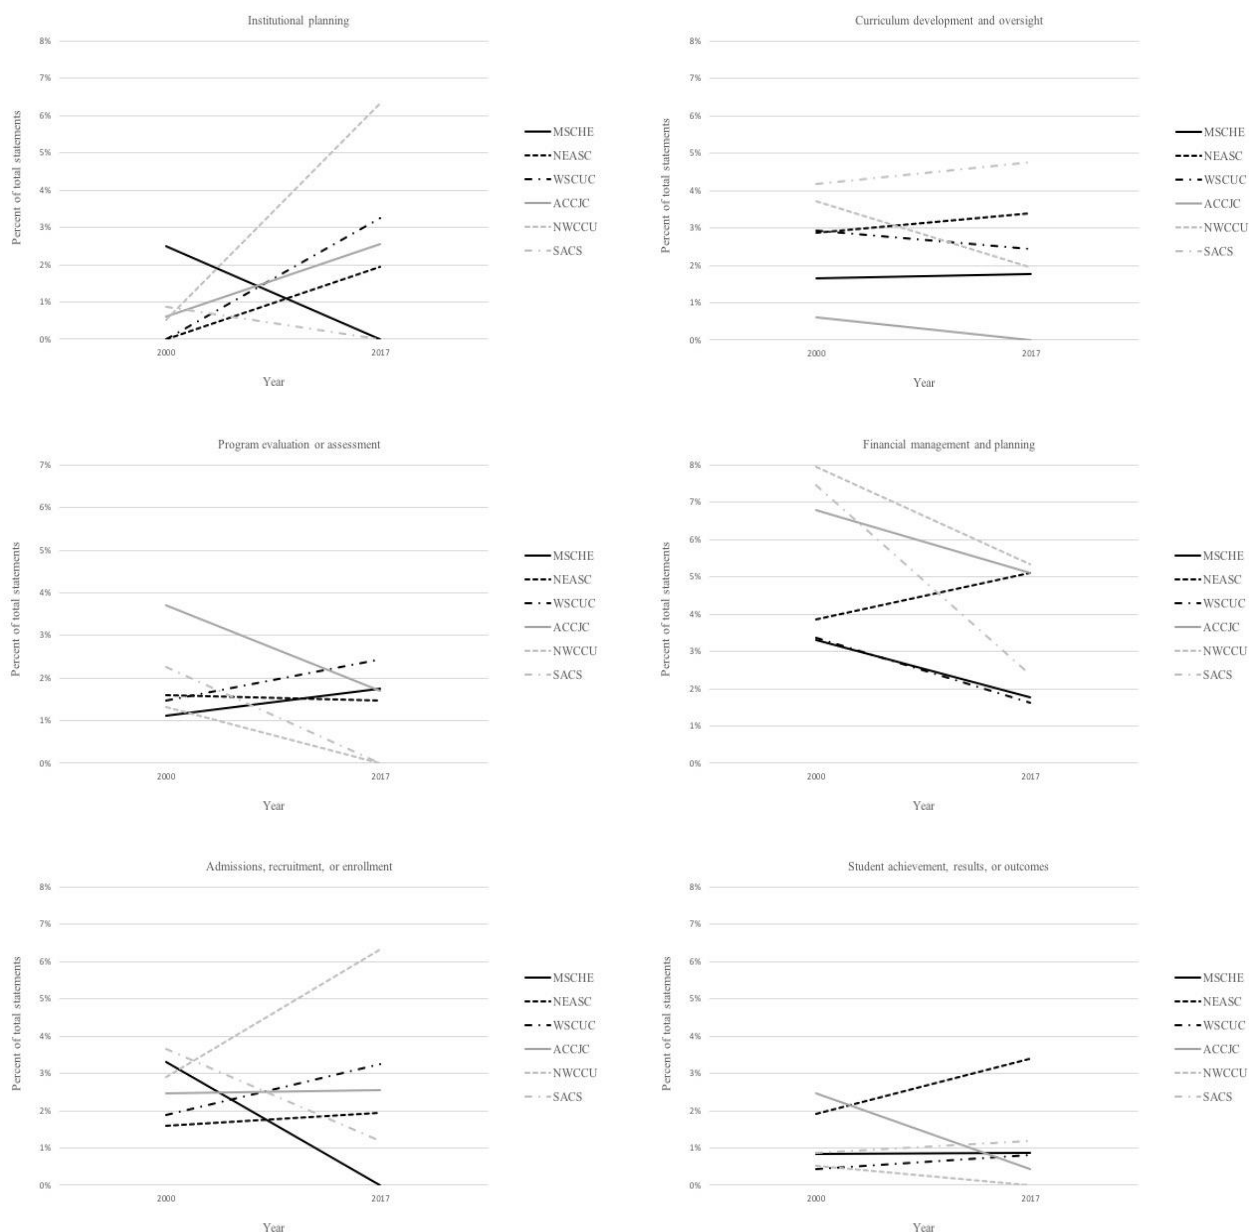 Institutional planning
8%
7%
6%
5%
4%
3%
2%
1%
0%
Percent of total statements
2000
2017
Year
MSCHE
NEASC
WSCUC
ACCJC
NWCCU
SACS
Curriculum development and oversight
8%
7%
6%
5%
4%
3%
2%
1%
0%
Percent of total statements
2000
2017
Year
MSCHE
NEASC
WSCUC
ACCJC
NWCCU
SACS
Program evaluation or assessment
7%
6%
5%
4%
3%
2%
1%
0%
Percent of total statements
2000
2017
Year
MSCHE
NEASC
WSCUC
ACCJC
NWCCU
SACS
Financial management and planning
8%
7%
6%
5%
4%
3%
2%
1%
0%
Percent of total statements
2000
2017
Year
MSCHE
NEASC
WSCUC
ACCJC
NWCCU
SACS
Admissions, recruitment, or enrollment
8%
7%
6%
5%
4%
3%
2%
1%
0%
Percent of total statements
2000
2017
Year
MSCHE
NEASC
WSCUC
ACCJC
NWCCU
SACS
Student achievement, results, or outcomes
8%
7%
6%
5%
4%
3%
2%
1%
0%
Percent of total statements
2000
2017
Year
MSCHE
NEASC
WSCUC
ACCJC
NWCCU
SACS